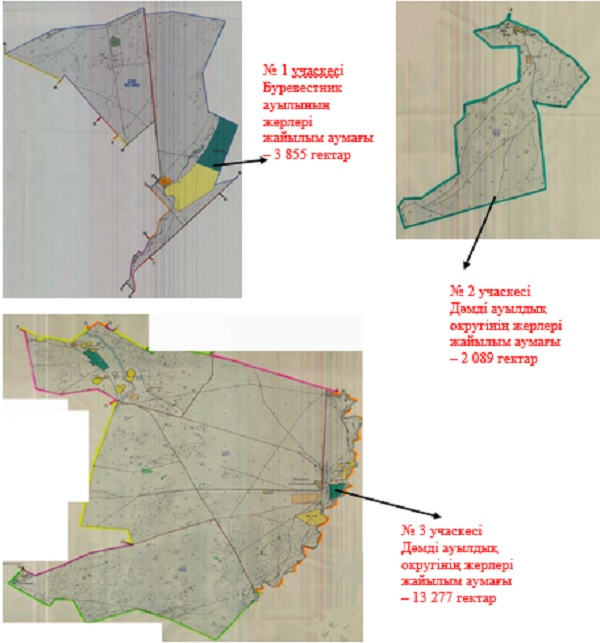 № 1 учаскесі
Буревестник
ауылының
жерлері
жайылым аумағы
– 3 855 гектар
№ 2 учаскесі
Дәмді ауылдық
округінің жерлері
жайылым аумағы
– 2 089 гектар
№ 3 учаскесі
Дәмді ауылдық
округінің жерлері
жайылым аумағы
– 13 277 гектар